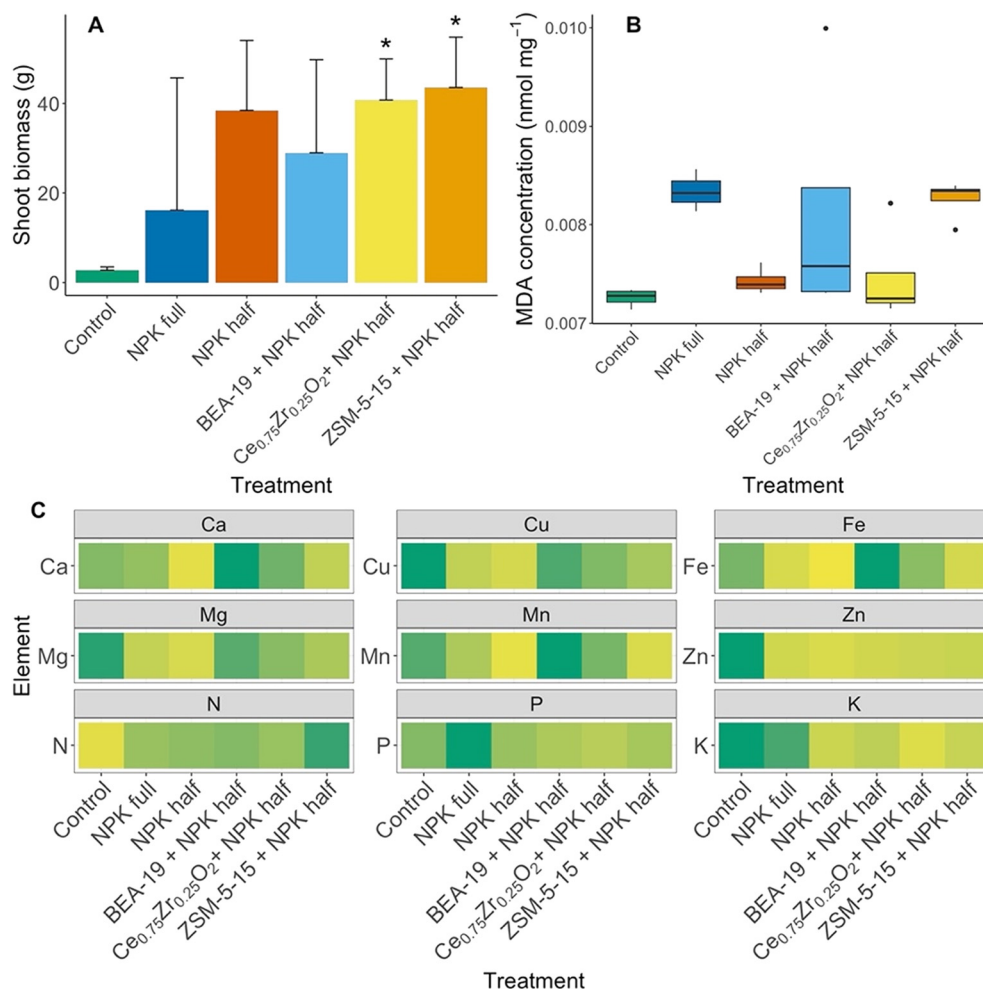 A
Shoot biomass (g)
40
20
0
*
*
Control
NPK full
NPK half
BEA-19 + NPK half
Ce₀.₇₅Zr₀.₂₅O₂+ NPK half
ZSM-5-15 + NPK half
Treatment
B
MDA concentration (nmol mg⁻¹)
0.010
0.009
0.008
0.007
Control
NPK full
NPK half
BEA-19 + NPK half
Ce₀.₇₅Zr₀.₂₅O₂+ NPK half
ZSM-5-15 + NPK half
Treatment
C
Element
Ca
Cu
Fe
Ca
Cu
Fe
Mg
Mn
Zn
Mg
Mn
Zn
N
P
K
N
P
K
Control
NPK full
NPK half
BEA-19 + NPK half
Ce₀.₇₅Zr₀.₂₅O₂+ NPK half
ZSM-5-15 + NPK half
Control
NPK full
NPK half
BEA-19 + NPK half
Ce₀.₇₅Zr₀.₂₅O₂+ NPK half
ZSM-5-15 + NPK half
Control
NPK full
NPK half
BEA-19 + NPK half
Ce₀.₇₅Zr₀.₂₅O₂+ NPK half
ZSM-5-15 + NPK half
Treatment